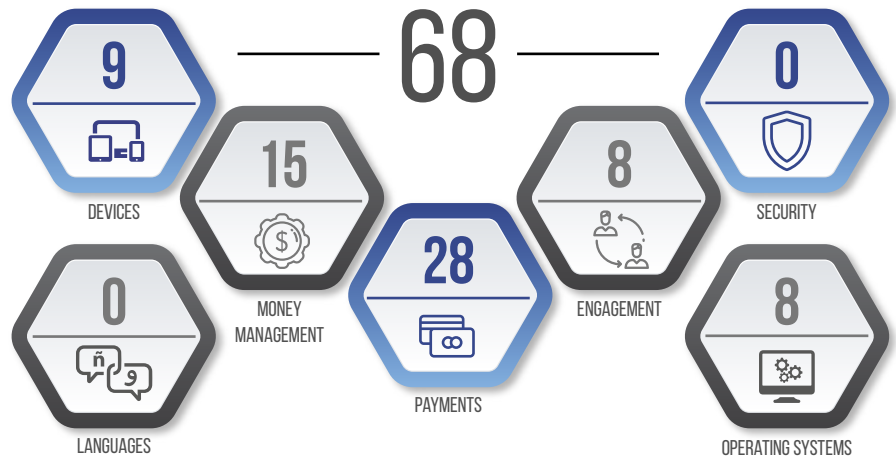 68
9
DEVICES
15
MONEY
MANAGEMENT
28
PAYMENTS
8
ENGAGEMENT
0
SECURITY
0
ñ
و
LANGUAGES
8
OPERATING SYSTEMS
$